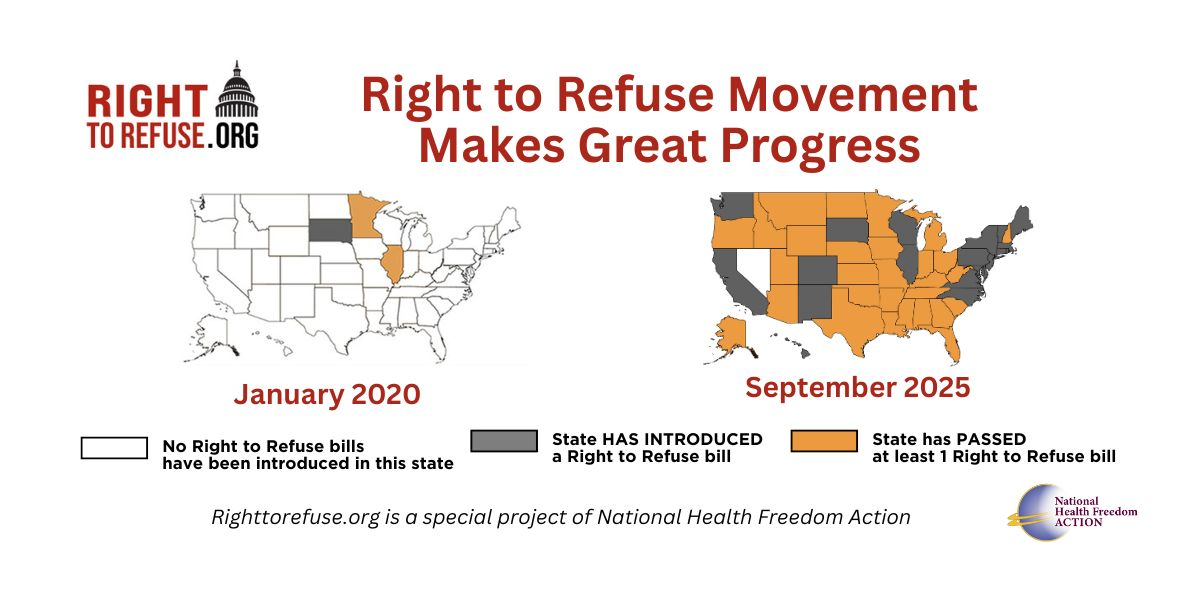 RIGHT
TO REFUSE.ORG
Right to Refuse Movement
Makes Great Progress
January 2020
September 2025
No Right to Refuse bills
have been introduced in this state
State HAS INTRODUCED
a Right to Refuse bill
State has PASSED
at least 1 Right to Refuse bill
Righttorefuse.org is a special project of National Health Freedom Action
National
Health Freedom
ACTION